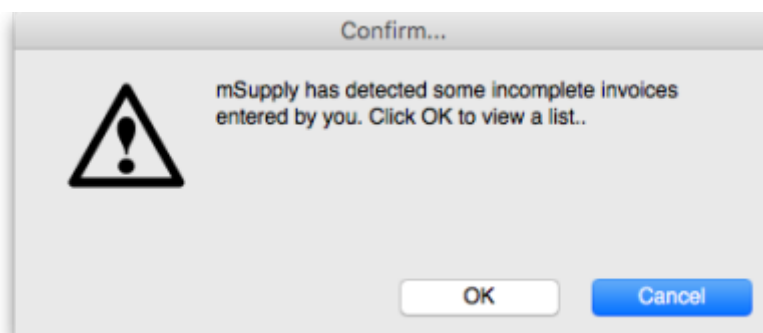 Confirm...
mSupply has detected some incomplete invoices
entered by you. Click OK to view a list..
OK
Cancel